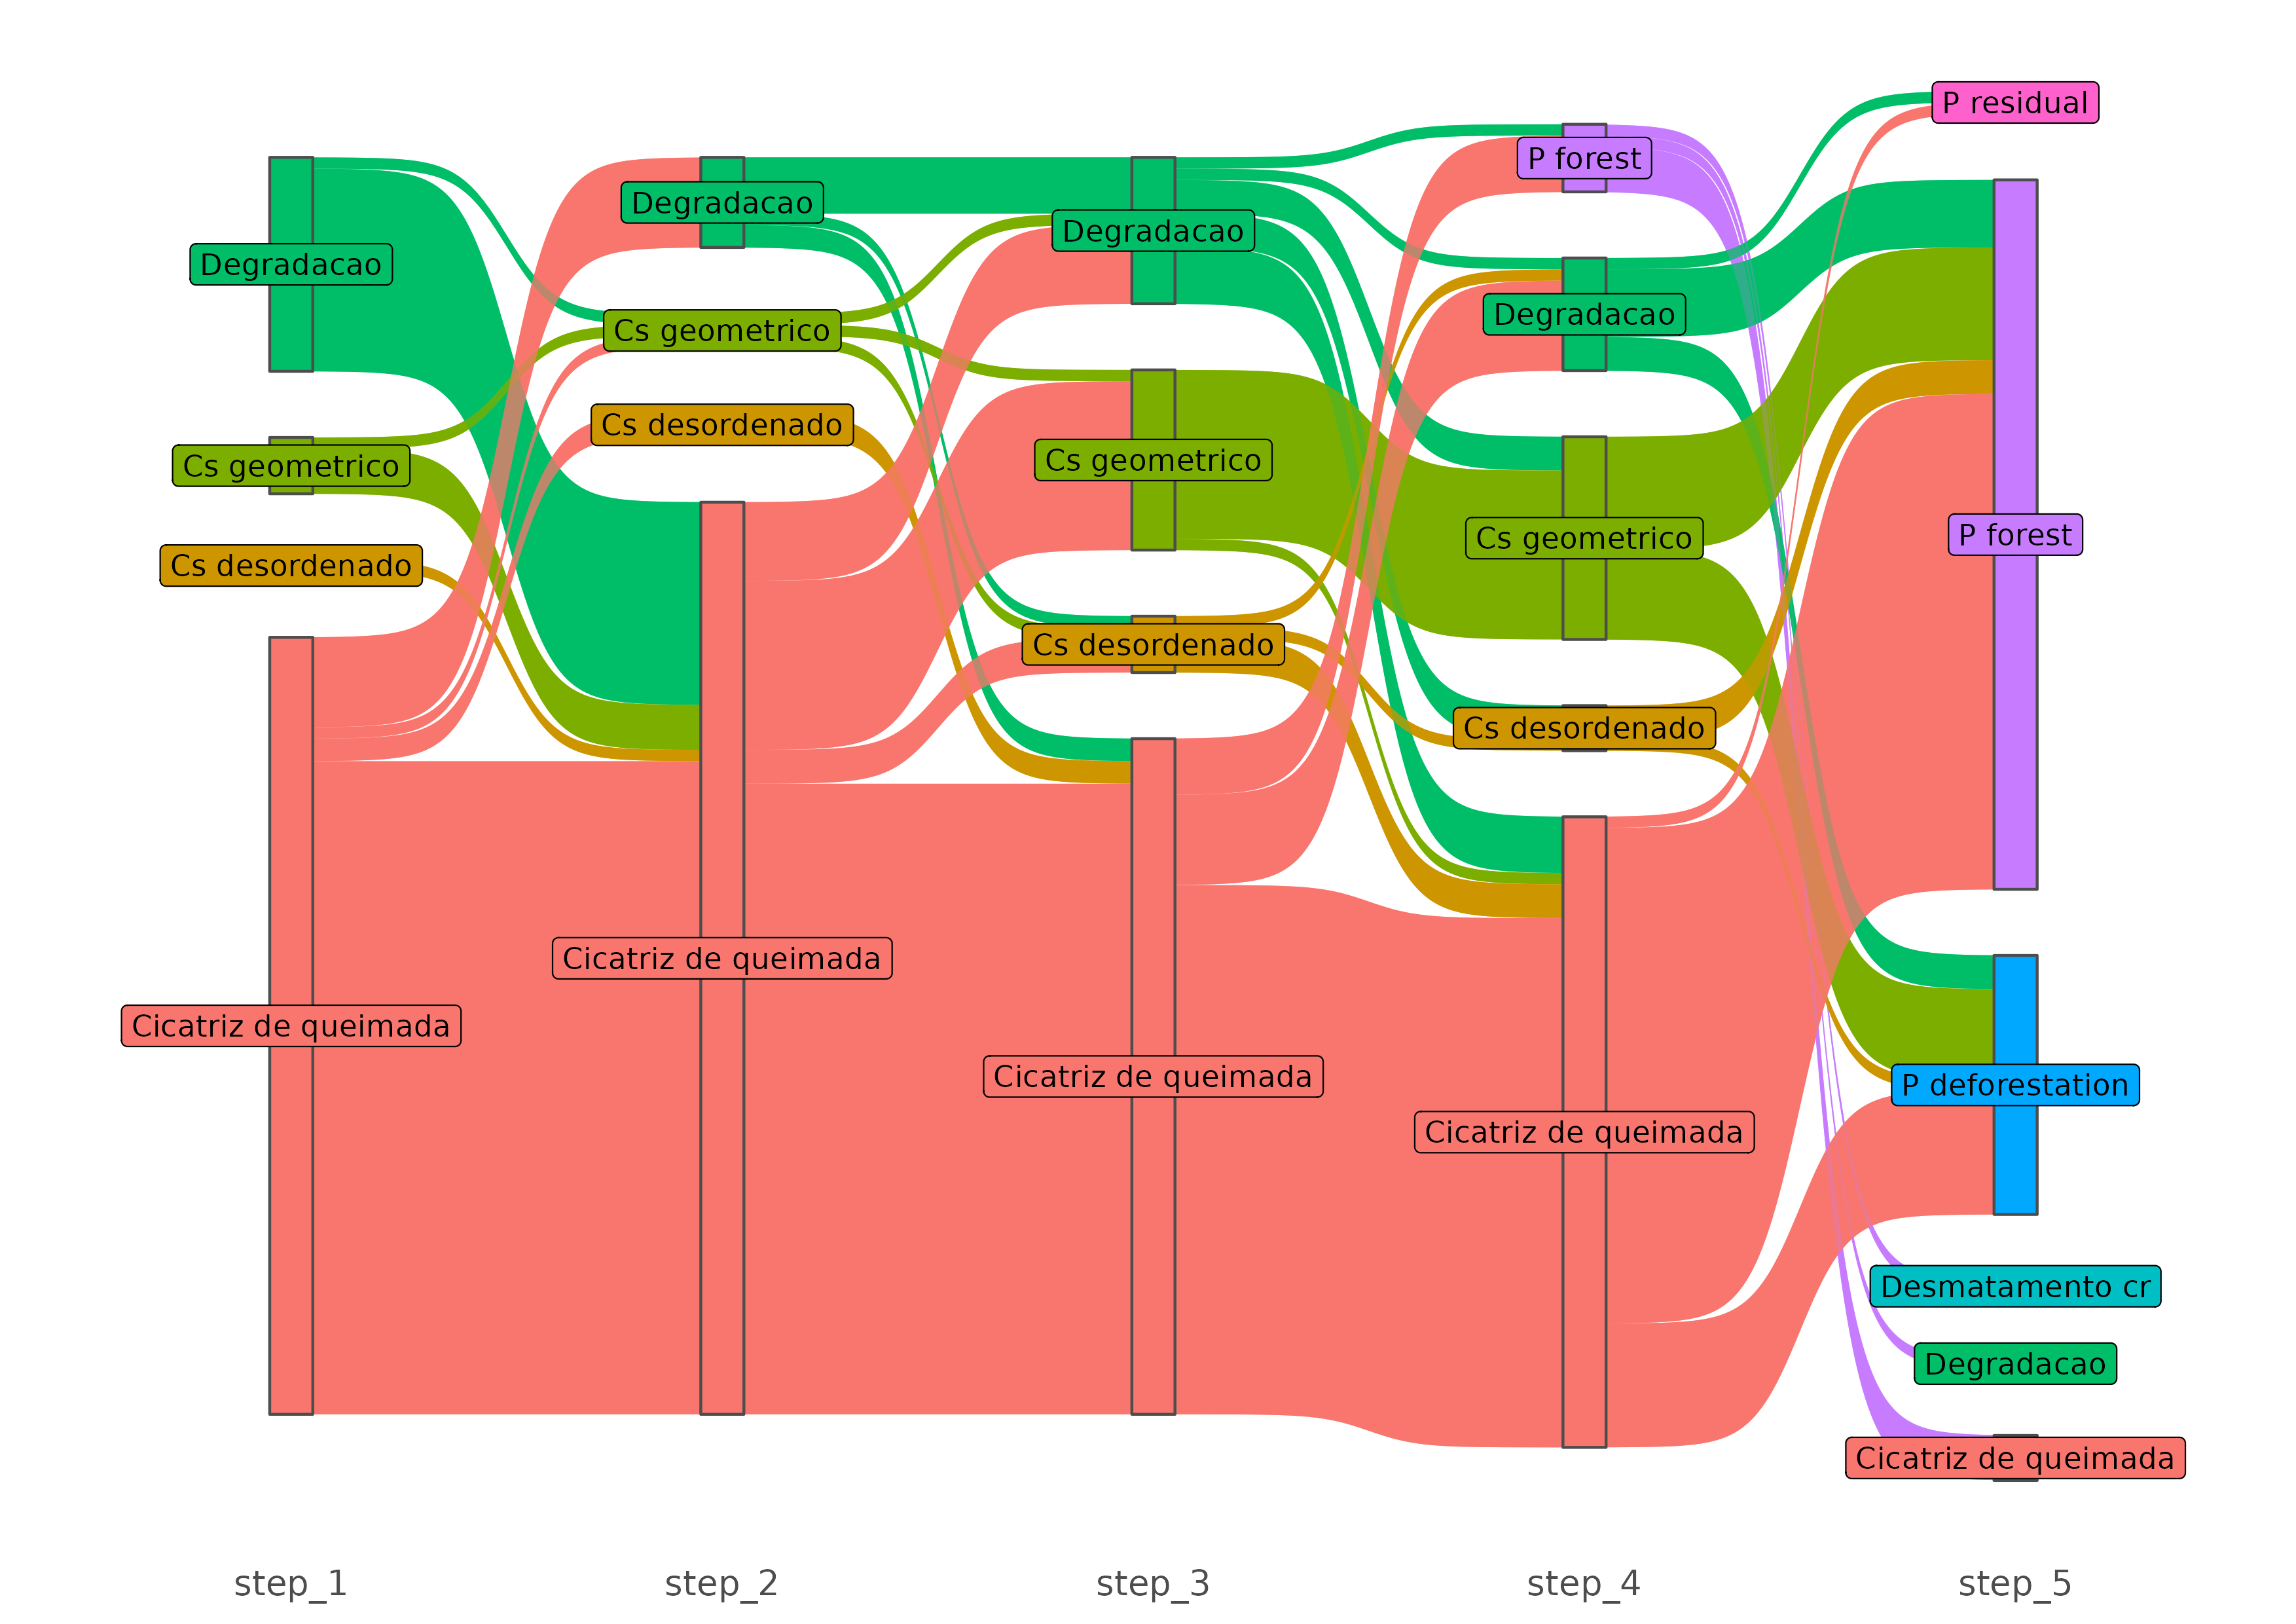 Degradacao
Cs geometrico
Cs desordenado
Cicatriz de queimada
Degradacao
Cs geometrico
Cs desordenado
Cicatriz de queimada
Degradacao
Cs geometrico
Cs desordenado
Cicatriz de queimada
P forest
Degradacao
Cs geometrico
Cs desordenado
Cicatriz de queimada
P residual
P forest
P deforestation
Desmatamento cr
Degradacao
Cicatriz de queimada
step_1
step_2
step_3
step_4
step_5